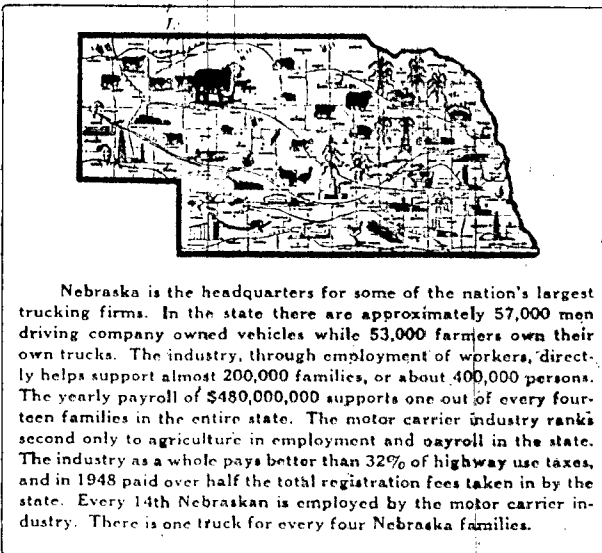 Nebraska is the headquarters for some of the nation's largest
trucking firms. In the state there are approximately 57,000 men
driving company owned vehicles while 53,000 farmers own their
own trucks. The industry, through employment of workers, direct-
ly helps support almost 200,000 families, or about 400,000 persons.
The yearly payroll of $480,000,000 supports one out of every four-
teen families in the entire state. The motor carrier industry ranks
second only to agriculture in employment and payroll in the state.
The industry as a whole pays better than 32% of highway use taxes,
and in 1948 paid over half the total registration fees taken in by the
state. Every 14th Nebraskan is employed by the motor carrier in-
dustry. There is one truck for every four Nebraska families.